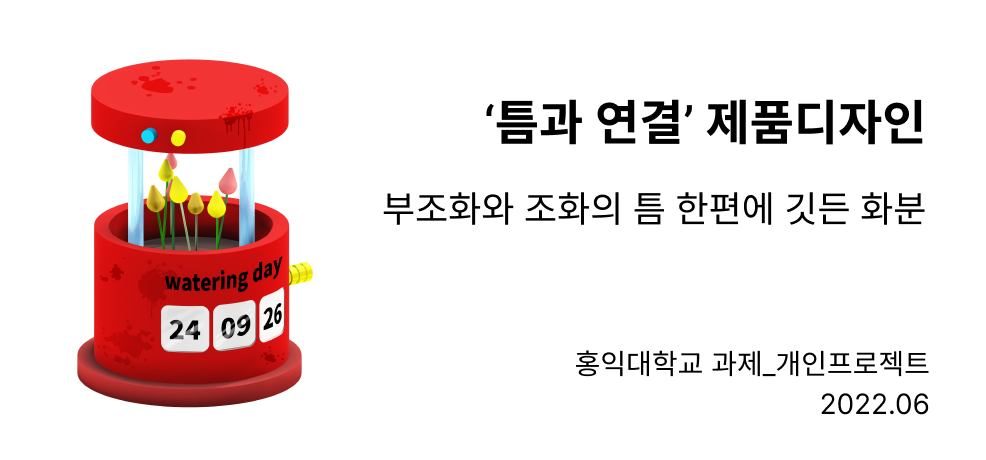 ‘틈과 연결’ 제품디자인
부조화와 조화의 틈 한편에 깃든 화분
watering day
24 09 26
홍익대학교 과제_개인프로젝트
2022.06